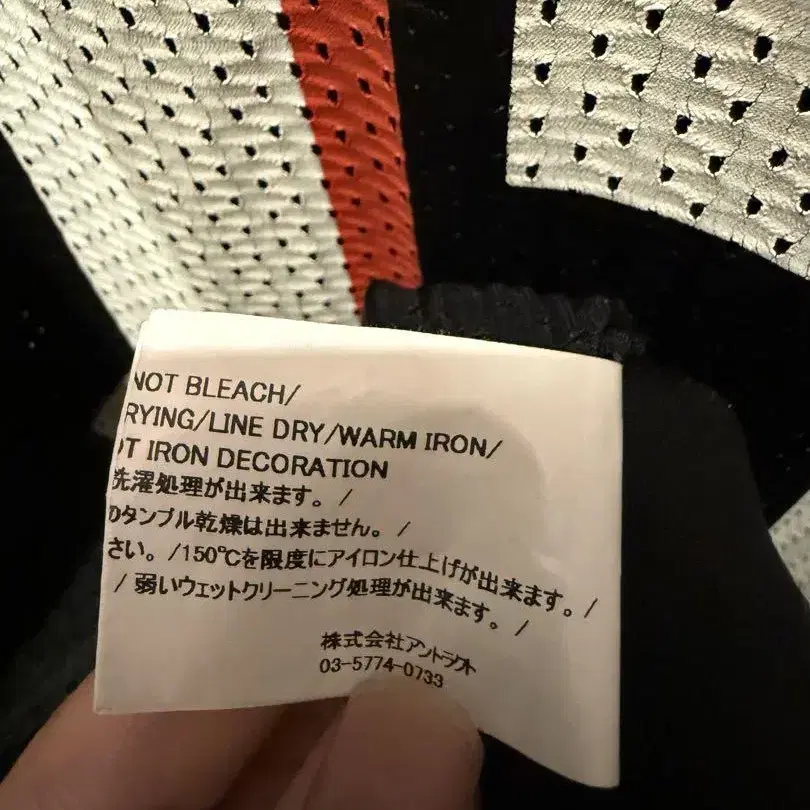 NOT BLEACH/
RYING/LINE DRY/WARM IRON/
T IRON DECORATION
洗濯処理が出来ます。 /
のタンブル乾燥は出来ません。 /
さい。/150℃を限度にアイロン仕上げが出来ます。/
/ 弱いウェットクリーニング処理が出来ます。 /
株式会社アントラクト
03-5774-0733